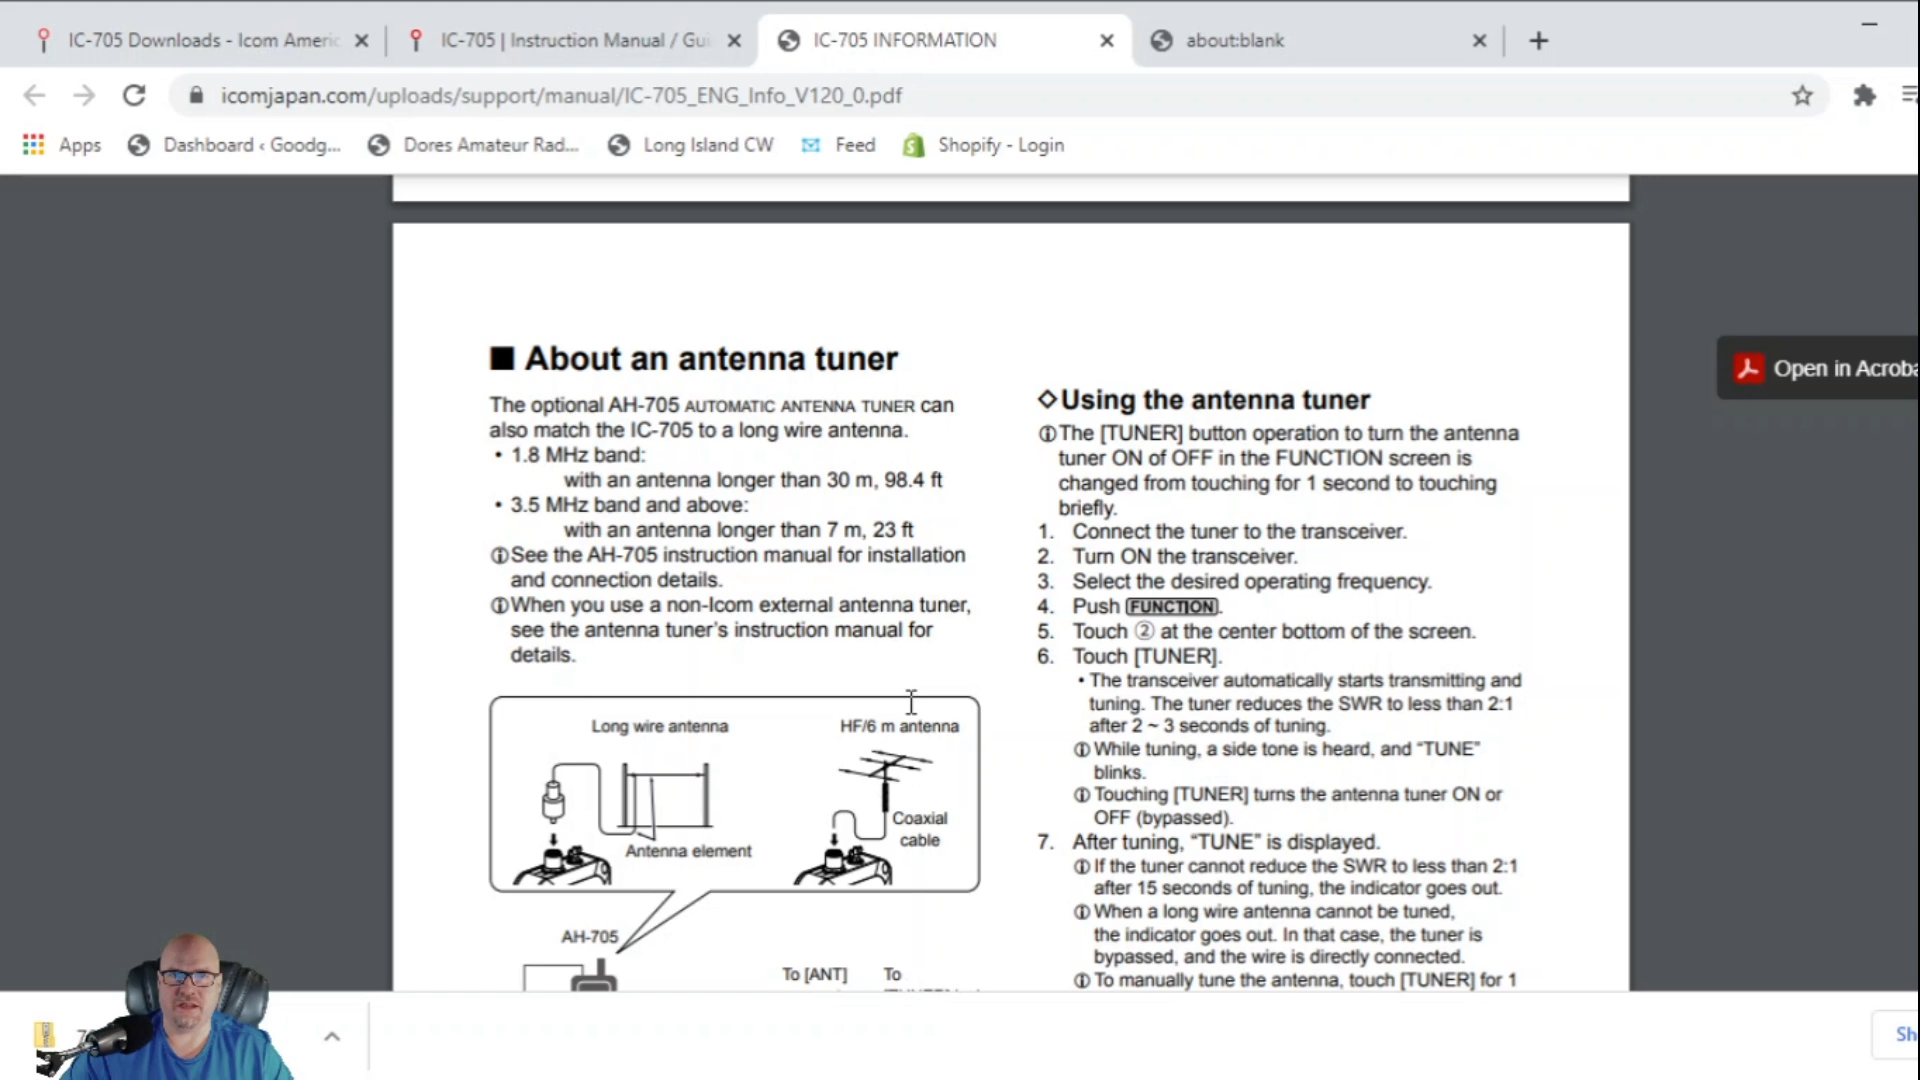 IC-705 Downloads - Icom Americ
IC-705 | Instruction Manual / Gui
IC-705 INFORMATION
about:blank
icomjapan.com/uploads/support/manual/IC-705_ENG_Info_V120_0.pdf
Apps
Dashboard ‹ Goodg...
Dores Amateur Rad...
Long Island CW
Feed
Shopify - Login
Open in Acroba
■ About an antenna tuner
The optional AH-705 AUTOMATIC ANTENNA TUNER can
also match the IC-705 to a long wire antenna.
• 1.8 MHz band:
with an antenna longer than 30 m, 98.4 ft
• 3.5 MHz band and above:
with an antenna longer than 7 m, 23 ft
ⓘSee the AH-705 instruction manual for installation
and connection details.
ⓘWhen you use a non-Icom external antenna tuner,
see the antenna tuner's instruction manual for
details.
Long wire antenna
HF/6 m antenna
Coaxial
cable
Antenna element
AH-705
To [ANT]
To
◇Using the antenna tuner
ⓘThe [TUNER] button operation to turn the antenna
tuner ON of OFF in the FUNCTION screen is
changed from touching for 1 second to touching
briefly.
1. Connect the tuner to the transceiver.
2. Turn ON the transceiver.
3. Select the desired operating frequency.
4. Push FUNCTION.
5. Touch ② at the center bottom of the screen.
6. Touch [TUNER].
• The transceiver automatically starts transmitting and
tuning. The tuner reduces the SWR to less than 2:1
after 2 ~ 3 seconds of tuning.
ⓘ While tuning, a side tone is heard, and “TUNE”
blinks.
ⓘ Touching [TUNER] turns the antenna tuner ON or
OFF (bypassed).
7. After tuning, “TUNE” is displayed.
ⓘ If the tuner cannot reduce the SWR to less than 2:1
after 15 seconds of tuning, the indicator goes out.
ⓘ When a long wire antenna cannot be tuned,
the indicator goes out. In that case, the tuner is
bypassed, and the wire is directly connected.
ⓘ To manually tune the antenna, touch [TUNER] for 1
Sh